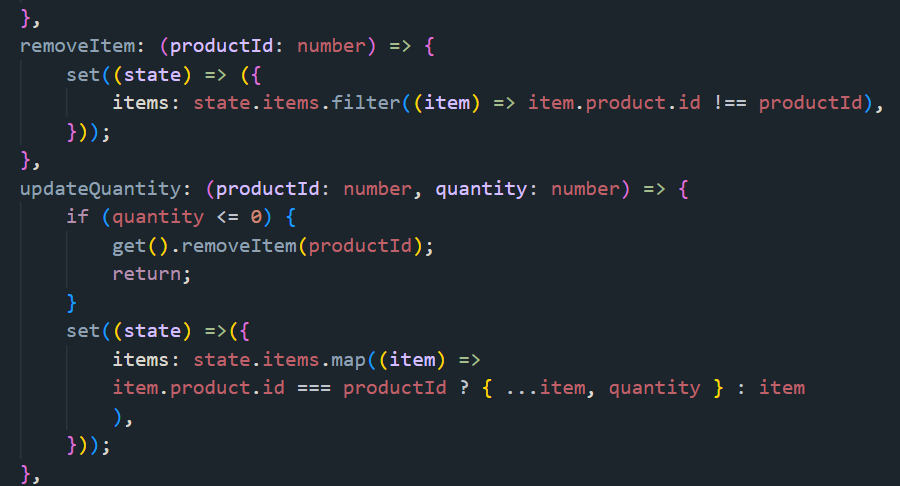 },
removeItem: (productId: number) => {
set((state) => ({
items: state.items.filter((item) => item.product.id !== productId),
}));
},
updateQuantity: (productId: number, quantity: number) => {
if (quantity <= 0) {
get().removeItem(productId);
return;
}
set((state) =>({
items: state.items.map((item) =>
item.product.id === productId ? { ...item, quantity } : item
),
}));
},